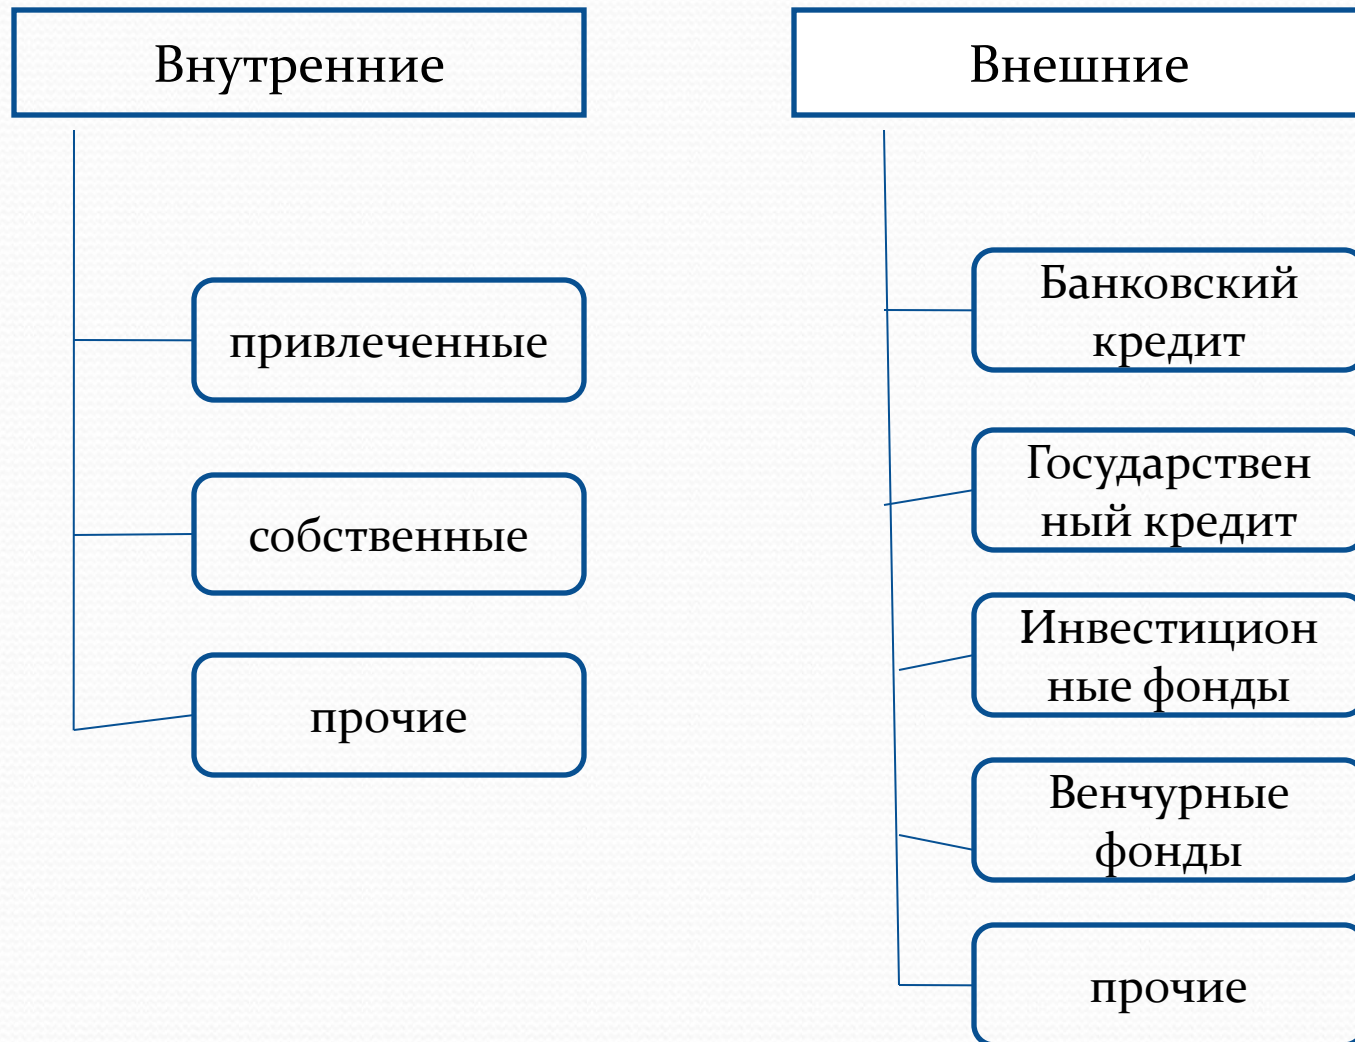 Внутренние
привлеченные
собственные
прочие
Внешние
Банковский
кредит
Государствен
ный кредит
Инвестицион
ные фонды
Венчурные
фонды
прочие